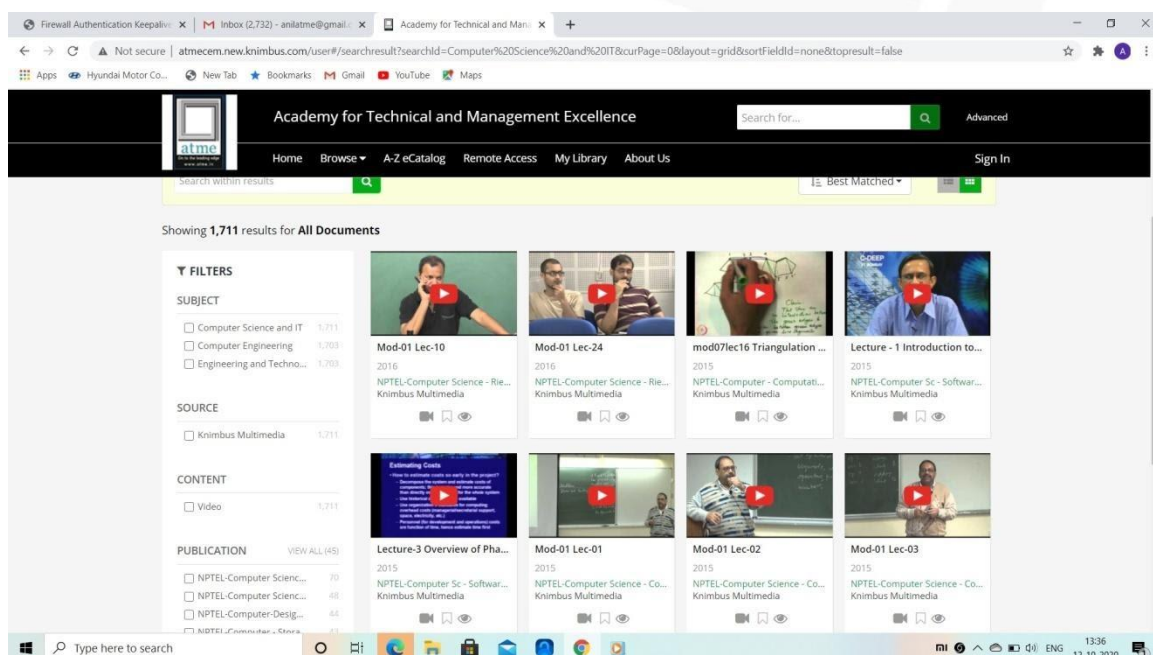 Firewall Authentication Keepalive
Inbox (2,732) - anilatme@gmail.c
Academy for Technical and Mana
Not secure | atmecem.new.knimbus.com/user#/searchresult?searchId=Computer%20Science%20and%20IT&curPage=0&layout=grid&sortFieldId=none&topresult=false
A
Apps Hyundai Motor Co... New Tab Bookmarks Gmail YouTube Maps
atme
www.atme.in
Academy for Technical and Management Excellence
Search for...
Advanced
Home Browse A-Z eCatalog Remote Access My Library About Us Sign In
Search within results
Best Matched
Showing 1,711 results for All Documents
FILTERS
SUBJECT
Computer Science and IT 1,711
Computer Engineering 1,703
Engineering and Techno... 1,703
SOURCE
Knimbus Multimedia 1,711
CONTENT
Video 1,711
PUBLICATION VIEW ALL (45)
NPTEL-Computer Scienc... 70
NPTEL-Computer Scienc... 48
NPTEL-Computer-Desig... 44
NPTEL-Computer - Stora...
Mod-01 Lec-10
2016
NPTEL-Computer Science - Rie...
Knimbus Multimedia
Mod-01 Lec-24
2016
NPTEL-Computer Science - Rie...
Knimbus Multimedia
mod07lec16 Triangulation ...
2015
NPTEL-Computer - Computati...
Knimbus Multimedia
C-DEEP
Lecture - 1 Introduction to...
2015
NPTEL-Computer Sc - Softwar...
Knimbus Multimedia
Estimating Costs
Lecture-3 Overview of Pha...
2015
NPTEL-Computer Sc - Softwar...
Knimbus Multimedia
Mod-01 Lec-01
2015
NPTEL-Computer Science - Co...
Knimbus Multimedia
Mod-01 Lec-02
2015
NPTEL-Computer Science - Co...
Knimbus Multimedia
Mod-01 Lec-03
2015
NPTEL-Computer Science - Co...
Knimbus Multimedia
Type here to search
ENG
13:36
12-10-2020